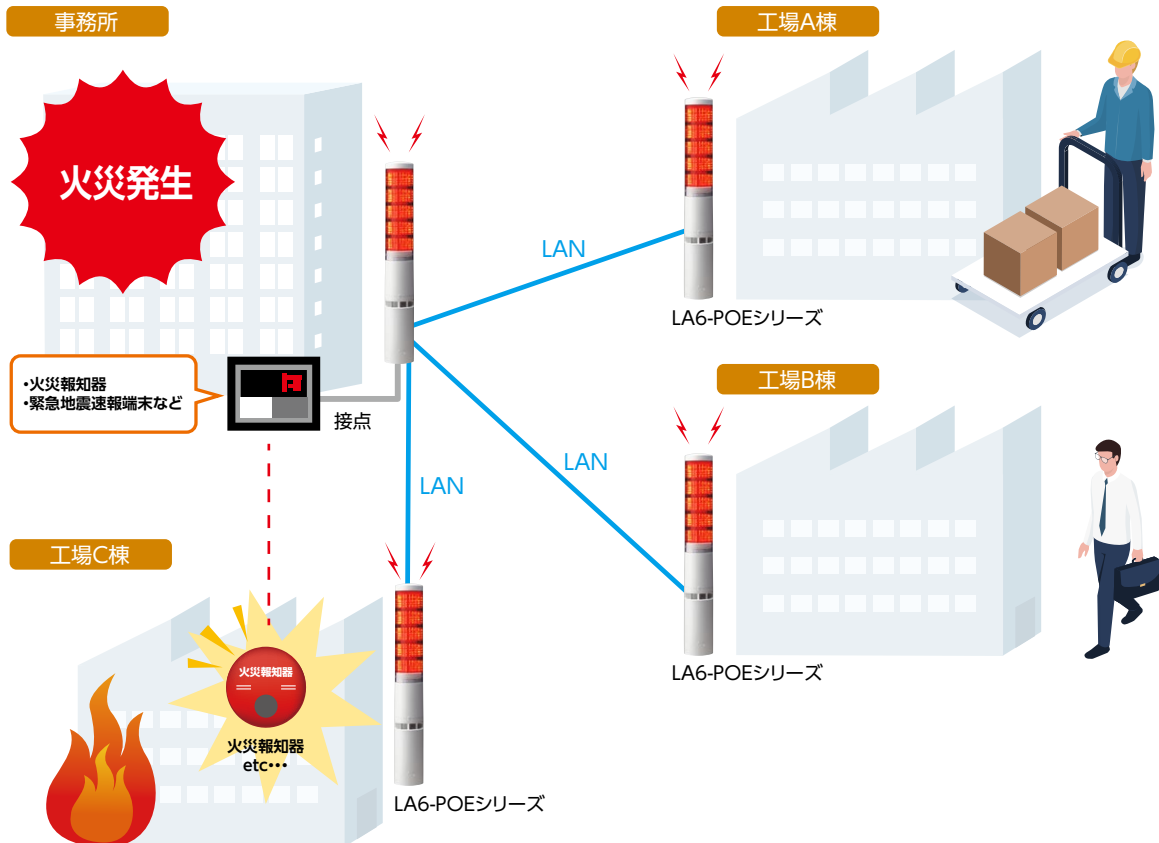 事務所
火災発生
・火災報知器
・緊急地震速報端末など
接点
LAN
LAN
LAN
工場A棟
LA6-POEシリーズ
工場B棟
LA6-POEシリーズ
工場C棟
火災報知器
火災報知器
etc・・・
LA6-POEシリーズ